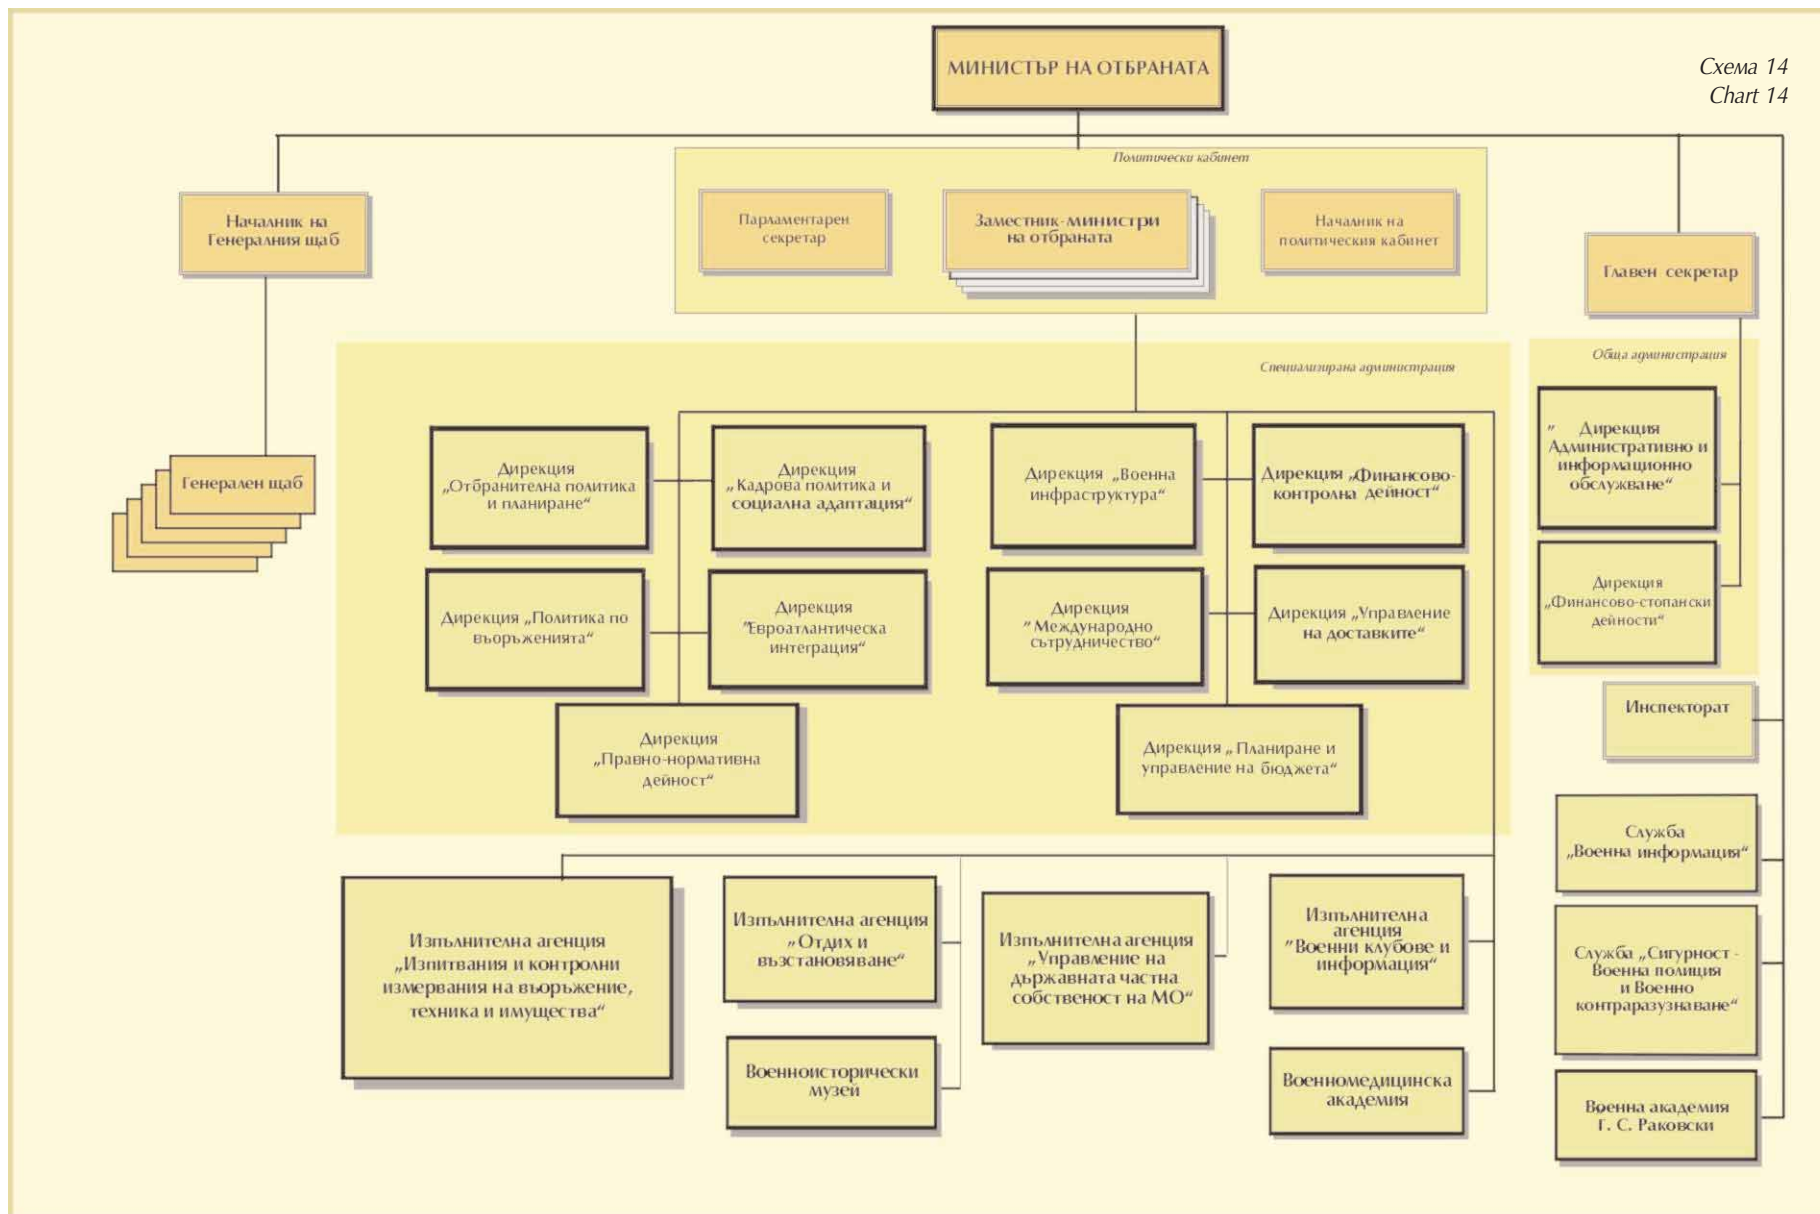 МИНИСТЪР НА ОТБРАНАТА
Схема 14
Chart 14
Политически кабинет
Началник на
Генералния щаб
Парламентарен
секретар
Заместник-министри
на отбраната
Началник на
политическия кабинет
Главен секретар
Генерален щаб
Специализирана администрация
Дирекция
„Отбранителна политика
и планиране“
Дирекция
„Кадрова политика и
социална адаптация“
Дирекция „Военна
инфраструктура“
Дирекция „Финансово-
контролна дейност“
Дирекция „Политика по
въоръженията“
Дирекция
"Евроатлантическа
интеграция“
Дирекция
"Международно
сътрудничество“
Дирекция „Управление
на доставките“
Дирекция
„Правно-нормативна
дейност“
Дирекция „Планиране и
управление на бюджета“
Обща администрация
" Дирекция
Административно и
информационно
обслужване“
Дирекция
„Финансово-стопански
дейности“
Инспекторат
Служба
„Военна информация“
Служба „Сигурност -
Военна полиция
и Военно
контраразузнаване“
Военна академия
Г. С. Раковски
Изпълнителна агенция
„Изпитвания и контролни
измервания на въоръжение,
техника и имущества“
Изпълнителна агенция
„Отдих и
възстановяване“
Изпълнителна агенция
„Управление на
държавната частна
собственост на МО“
Изпълнителна
агенция
"Военни клубове и
информация“
Военноисторически
музей
Военномедицинска
академия